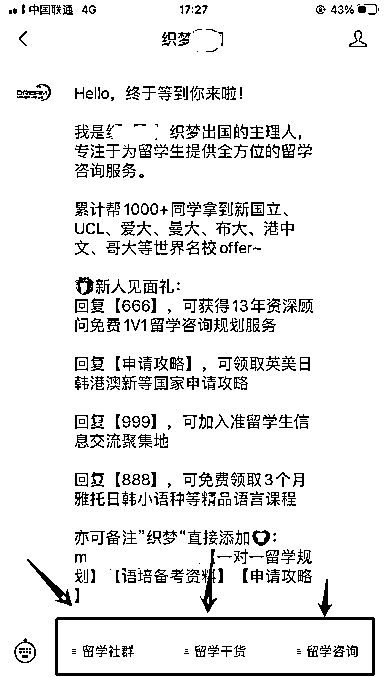 中国联通 4G 17:27 43%
织梦
Hello，终于等到你来啦！
我是 织梦出国的主理人，
专注于为留学生提供全方位的留学
咨询服务。
累计帮1000+同学拿到新国立、
UCL、爱大、曼大、布大、港中
文、哥大等世界名校offer~
新人见面礼：
回复【666】，可获得13年资深顾
问免费1V1留学咨询规划服务
回复【申请攻略】，可领取英美日
韩港澳新等国家申请攻略
回复【999】，可加入准留学生信
息交流聚集地
回复【888】，可免费领取3个月
雅托日韩小语种等精品语言课程
亦可备注”织梦“直接添加：
m 【一对一留学规
划】【语培备考资料】【申请攻略
】
≡ 留学社群 ≡ 留学干货 ≡ 留学咨询